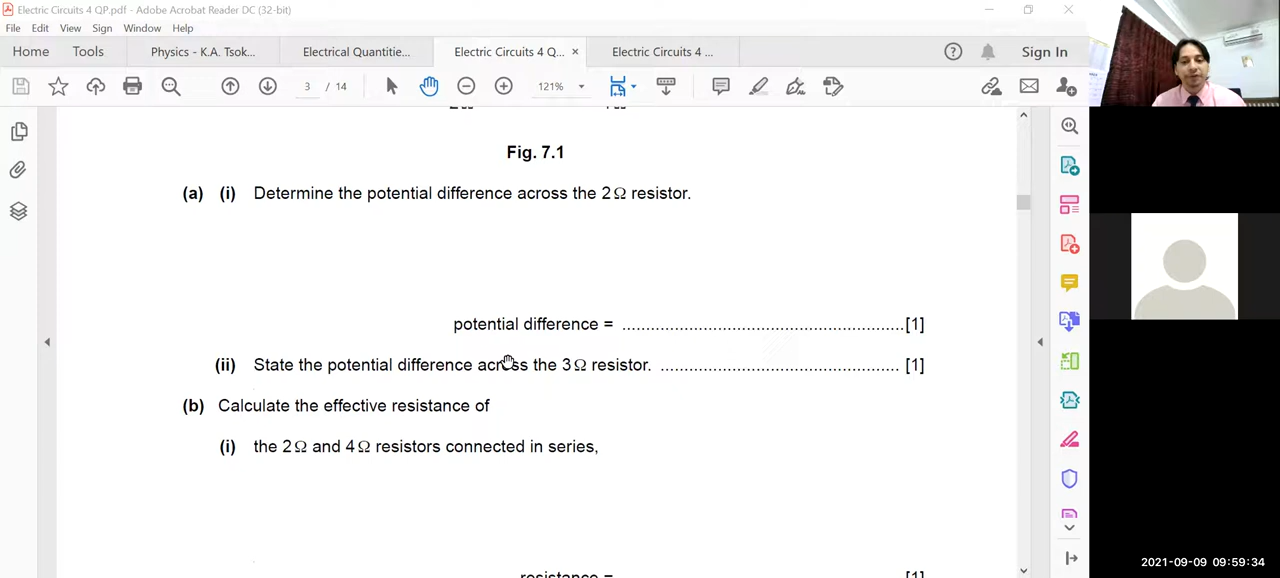 Electric Circuits 4 QP.pdf - Adobe Acrobat Reader DC (32-bit)
File Edit View Sign Window Help
Home Tools Physics - K.A. Tsok... Electrical Quantitie... Electric Circuits 4 Q... × Electric Circuits 4 ... Sign In
3 / 14 121%
Fig. 7.1
(a) (i) Determine the potential difference across the 2 Ω resistor.
potential difference = ........................................................[1]
(ii) State the potential difference across the 3 Ω resistor. ................................................ [1]
(b) Calculate the effective resistance of
(i) the 2 Ω and 4 Ω resistors connected in series,
resistance = [1]
2021-09-09 09:59:34